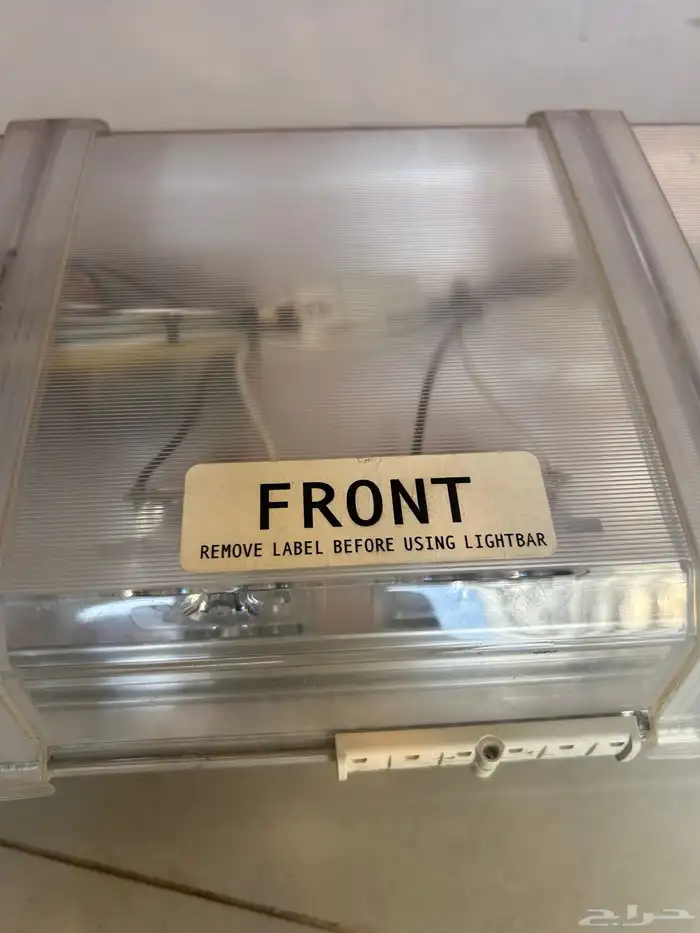 FRONT
REMOVE LABEL BEFORE USING LIGHTBAR
حراج